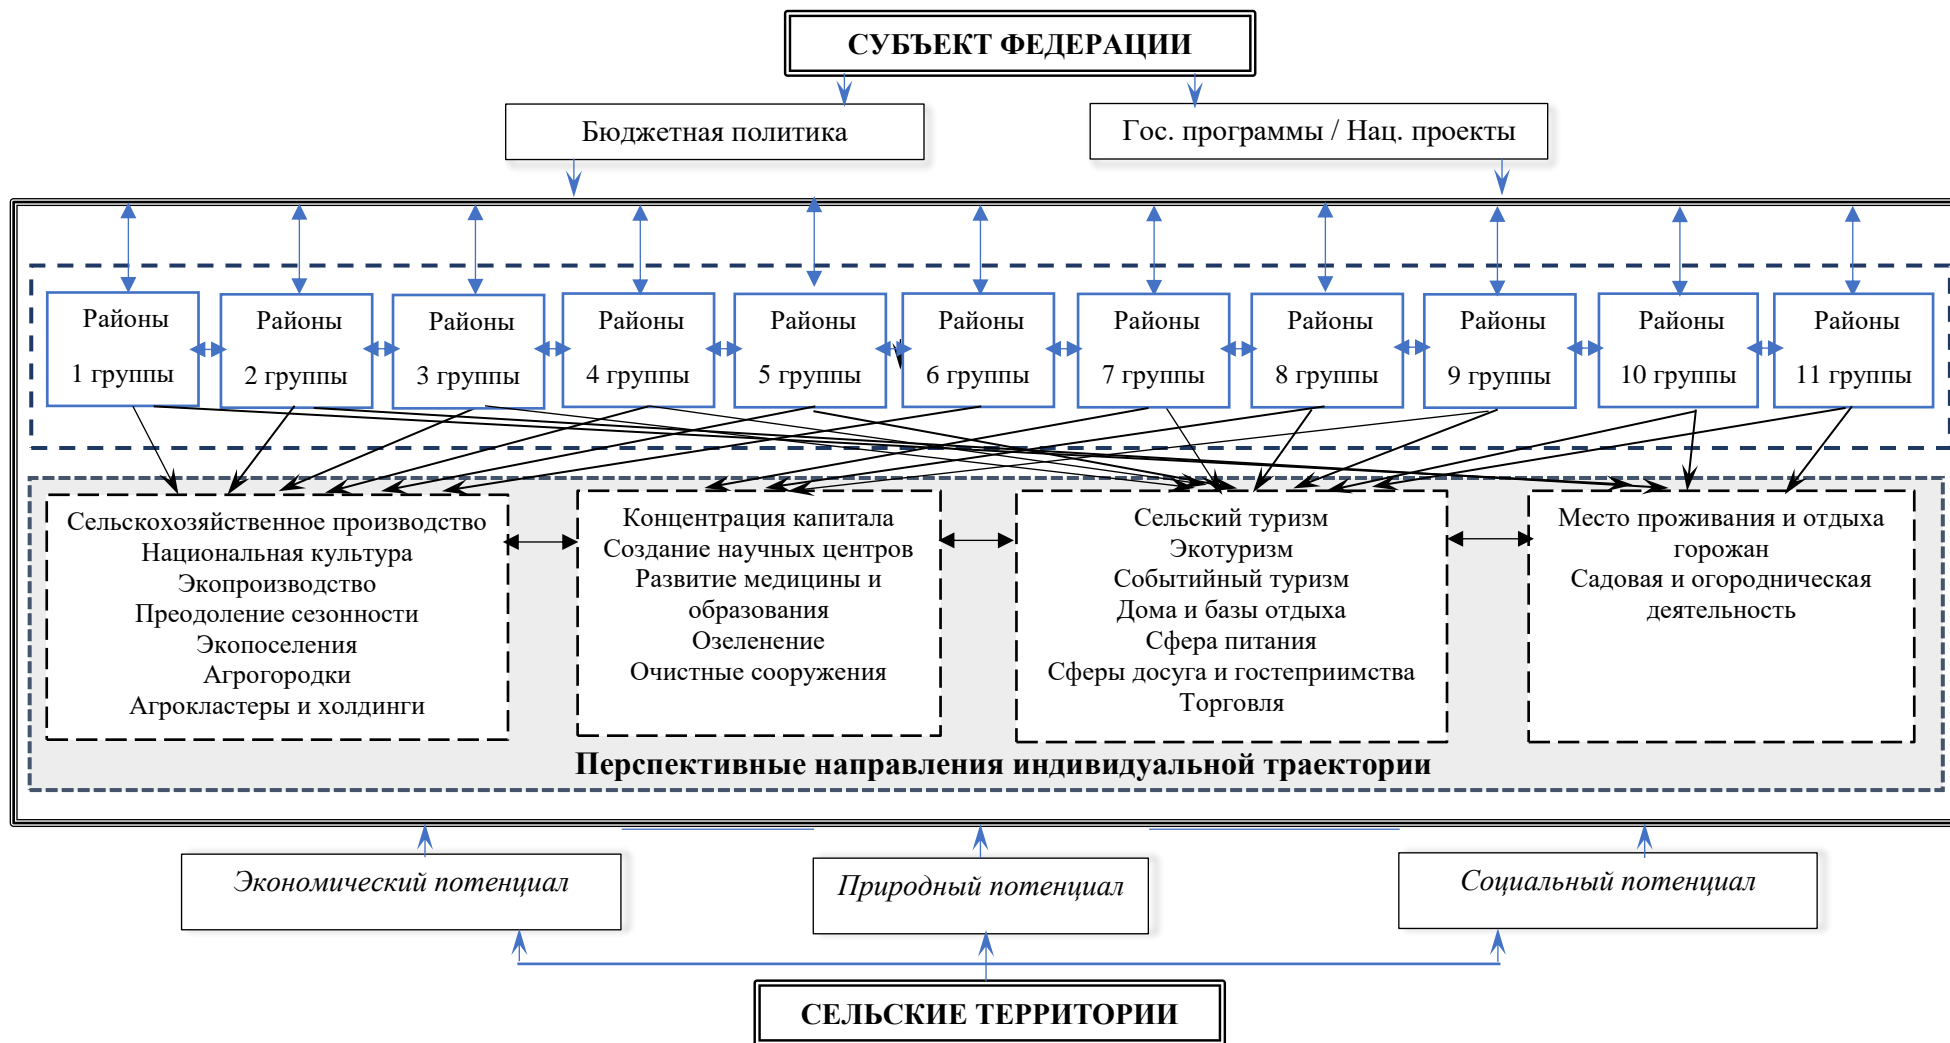 СУБЪЕКТ ФЕДЕРАЦИИ
Бюджетная политика
Гос. программы / Нац. проекты
Районы
1 группы
Районы
2 группы
Районы
3 группы
Районы
4 группы
Районы
5 группы
Районы
6 группы
Районы
7 группы
Районы
8 группы
Районы
9 группы
Районы
10 группы
Районы
11 группы
Сельскохозяйственное производство
Национальная культура
Экопроизводство
Преодоление сезонности
Экопоселения
Агрогородки
Агрокластеры и холдинги
Концентрация капитала
Создание научных центров
Развитие медицины и
образования
Озеленение
Очистные сооружения
Сельский туризм
Экотуризм
Событийный туризм
Дома и базы отдыха
Сфера питания
Сферы досуга и гостеприимства
Торговля
Место проживания и отдыха
горожан
Садовая и огородническая
деятельность
Перспективные направления индивидуальной траектории
Экономический потенциал
Природный потенциал
Социальный потенциал
СЕЛЬСКИЕ ТЕРРИТОРИИ